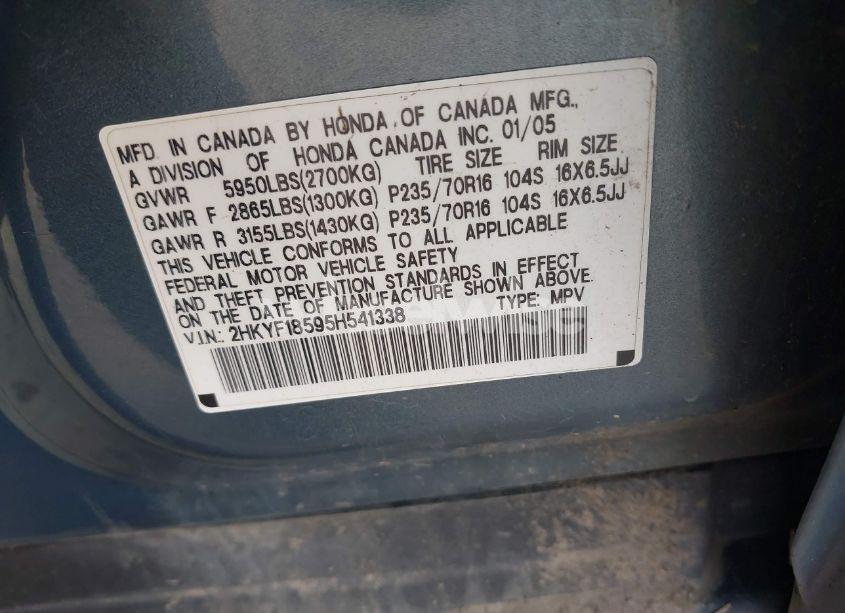 MFD. IN CANADA BY HONDA OF CANADA MFG.,
A DIVISION OF HONDA CANADA INC. 01/05
GVWR 5950LBS(2700KG) TIRE SIZE RIM SIZE
GAWR F 2865LBS(1300KG) P235/70R16 104S 16X6.5JJ
GAWR R 3155LBS(1430KG) P235/70R16 104S 16X6.5JJ
THIS VEHICLE CONFORMS TO ALL APPLICABLE
FEDERAL MOTOR VEHICLE SAFETY
AND THEFT PREVENTION STANDARDS IN EFFECT
ON THE DATE OF MANUFACTURE SHOWN ABOVE.
V.I.N.: 2HKYF18595H541338 TYPE: MPV